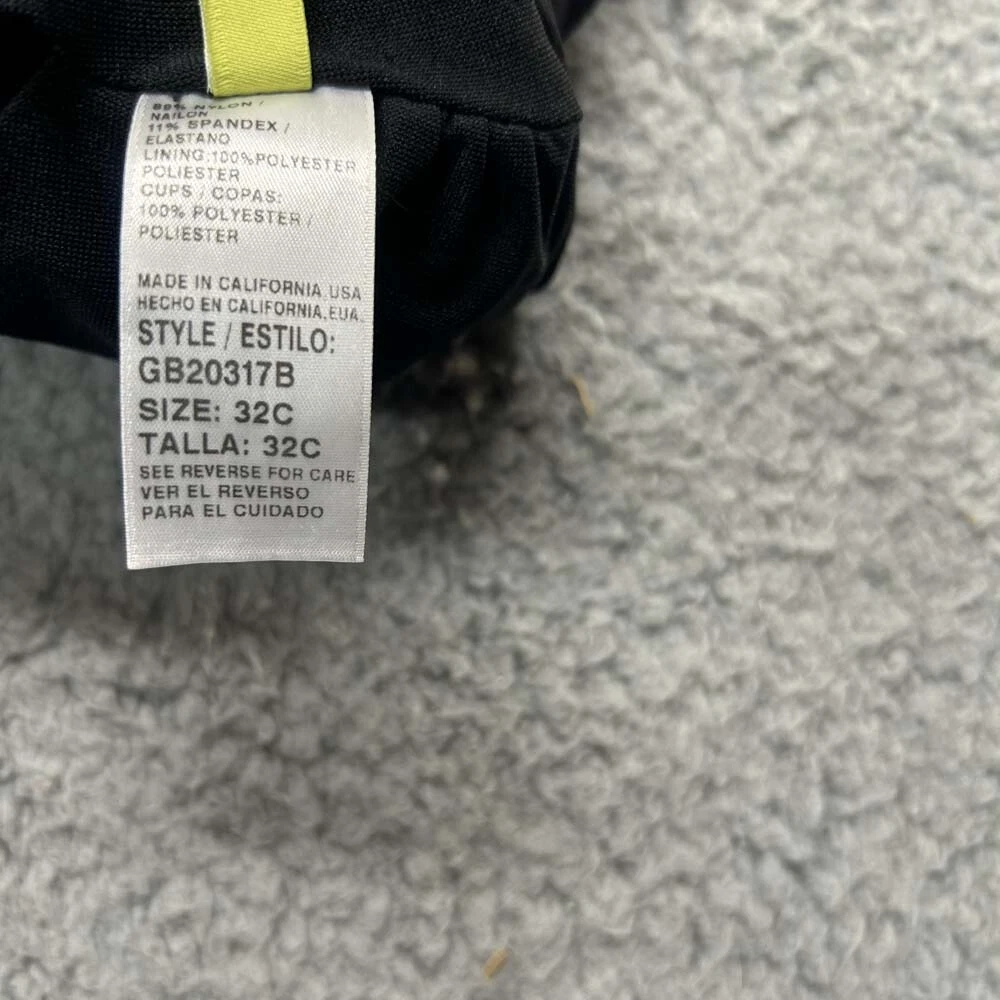 89% NYLON /
NAILON
11% SPANDEX /
ELASTANO
LINING:100%POLYESTER
POLIESTER
CUPS / COPAS:
100% POLYESTER /
POLIESTER
MADE IN CALIFORNIA,USA
HECHO EN CALIFORNIA,EUA.
STYLE / ESTILO:
GB20317B
SIZE: 32C
TALLA: 32C
SEE REVERSE FOR CARE
VER EL REVERSO
PARA EL CUIDADO